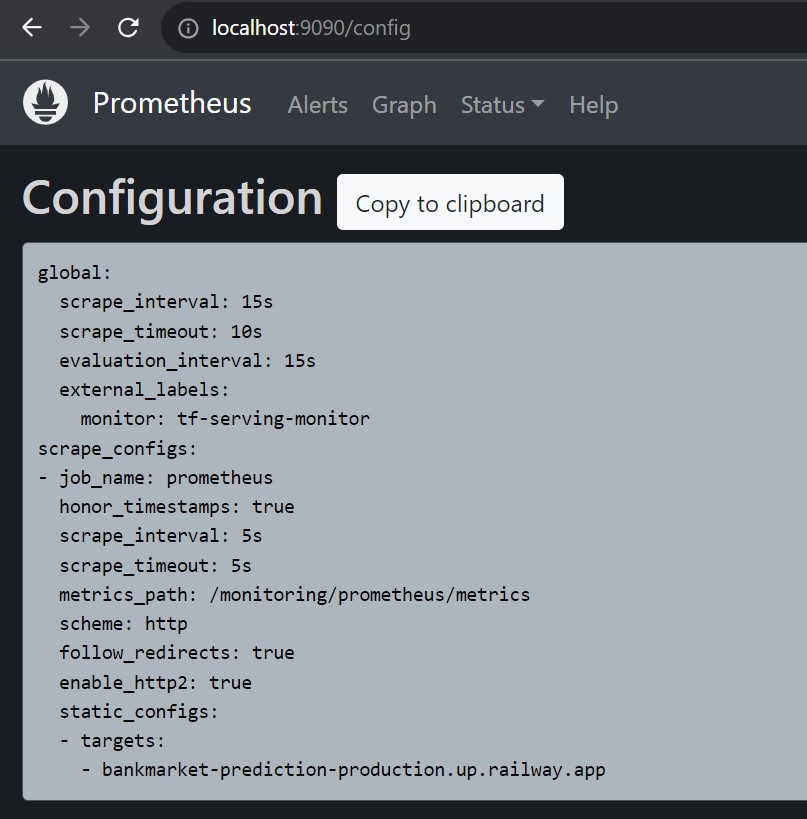 localhost:9090/config
Prometheus Alerts Graph Status Help
Configuration Copy to clipboard
global:
  scrape_interval: 15s
  scrape_timeout: 10s
  evaluation_interval: 15s
  external_labels:
    monitor: tf-serving-monitor
scrape_configs:
- job_name: prometheus
  honor_timestamps: true
  scrape_interval: 5s
  scrape_timeout: 5s
  metrics_path: /monitoring/prometheus/metrics
  scheme: http
  follow_redirects: true
  enable_http2: true
  static_configs:
  - targets:
    - bankmarket-prediction-production.up.railway.app